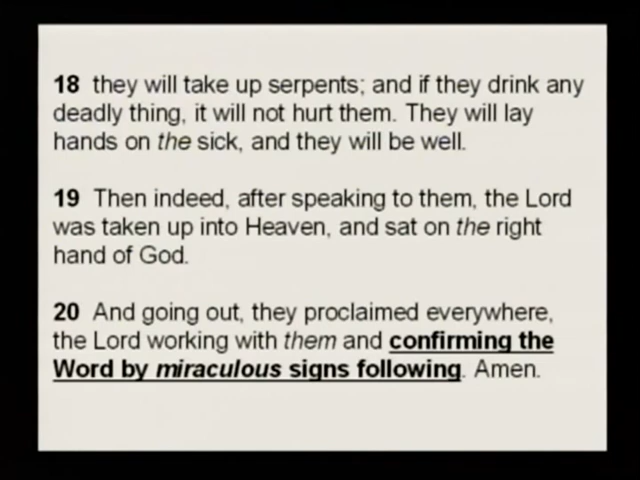 18 they will take up serpents; and if they drink any
deadly thing, it will not hurt them. They will lay
hands on the sick, and they will be well.
19 Then indeed, after speaking to them, the Lord
was taken up into Heaven, and sat on the right
hand of God.
20 And going out, they proclaimed everywhere,
the Lord working with them and confirming the
Word by miraculous signs following. Amen.